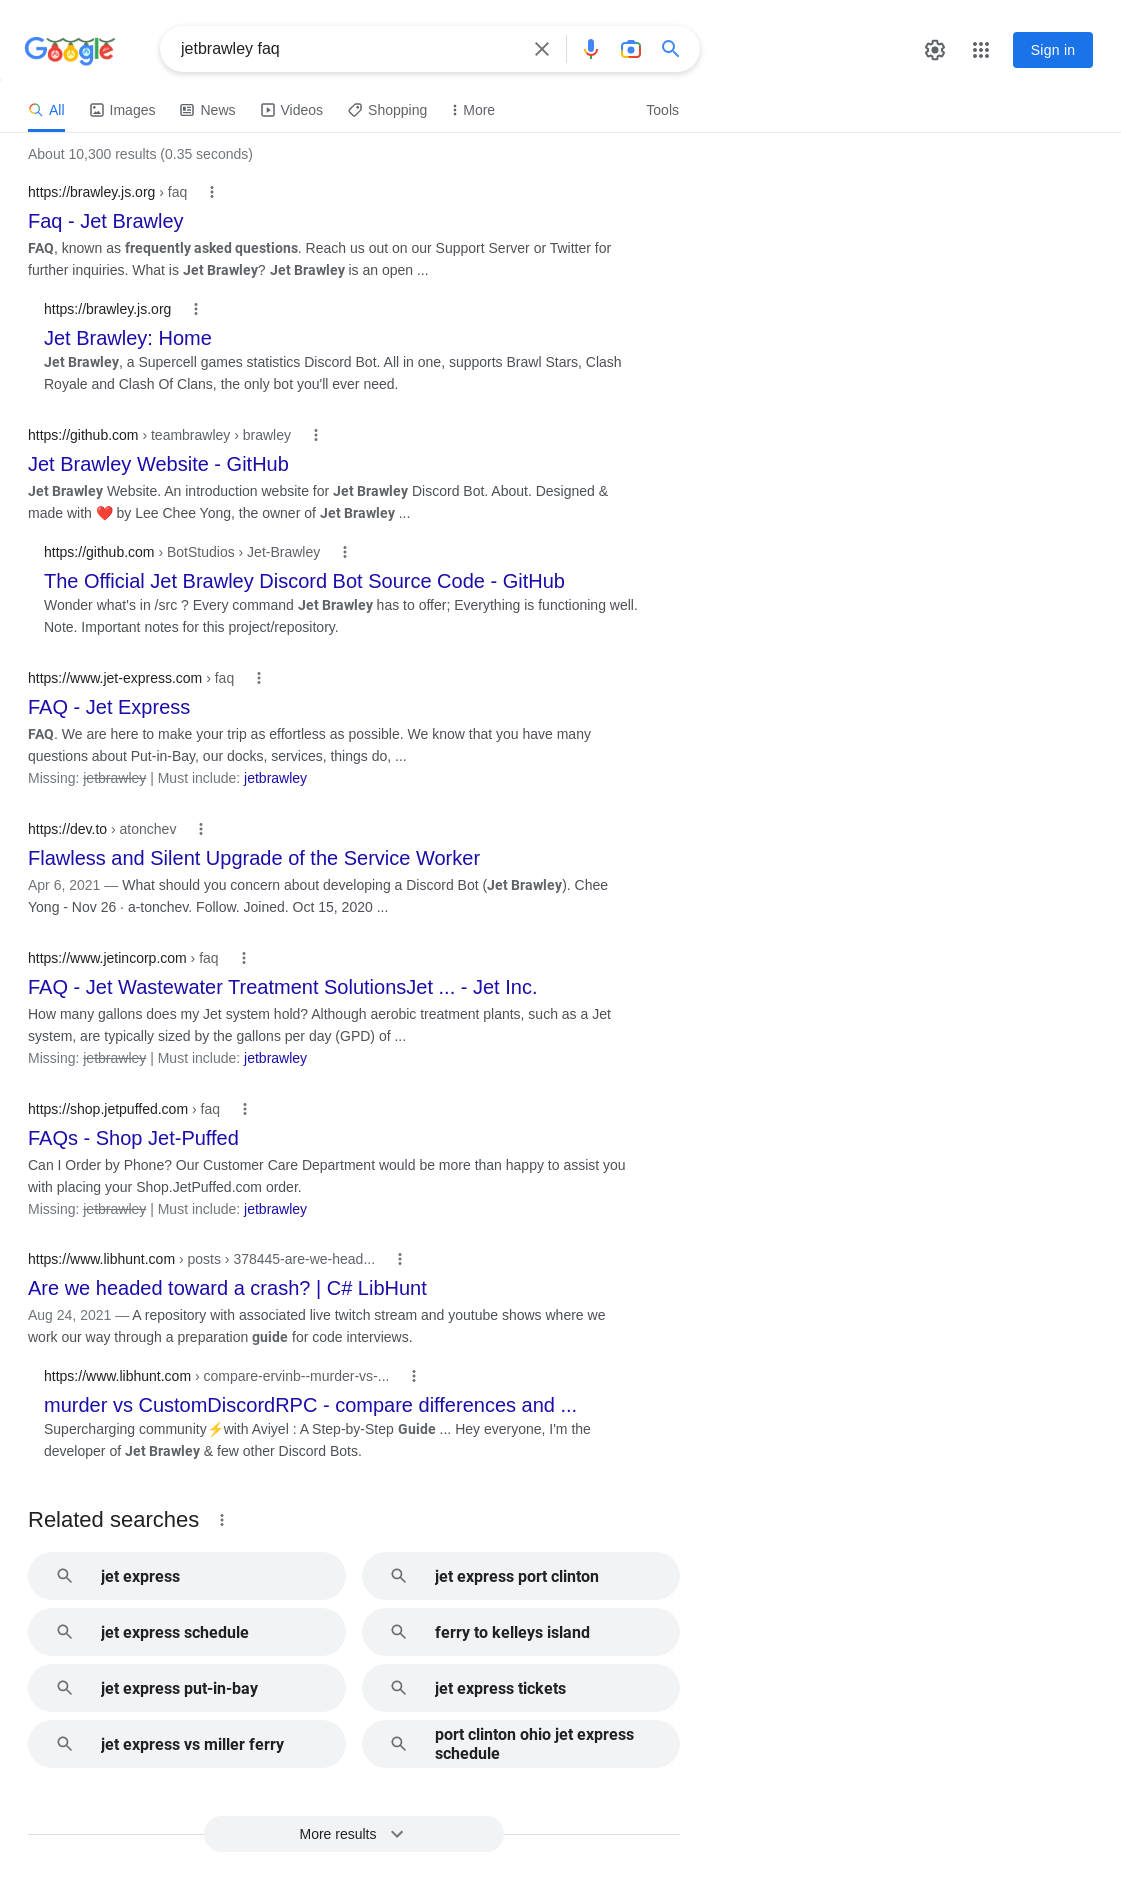 Google
jetbrawley faq
Sign in
All Images News Videos Shopping More Tools
About 10,300 results (0.35 seconds)
https://brawley.js.org › faq
Faq - Jet Brawley
FAQ, known as frequently asked questions. Reach us out on our Support Server or Twitter for
further inquiries. What is Jet Brawley? Jet Brawley is an open ...
https://brawley.js.org
Jet Brawley: Home
Jet Brawley, a Supercell games statistics Discord Bot. All in one, supports Brawl Stars, Clash
Royale and Clash Of Clans, the only bot you'll ever need.
https://github.com › teambrawley › brawley
Jet Brawley Website - GitHub
Jet Brawley Website. An introduction website for Jet Brawley Discord Bot. About. Designed &
made with ❤️ by Lee Chee Yong, the owner of Jet Brawley ...
https://github.com › BotStudios › Jet-Brawley
The Official Jet Brawley Discord Bot Source Code - GitHub
Wonder what's in /src ? Every command Jet Brawley has to offer; Everything is functioning well.
Note. Important notes for this project/repository.
https://www.jet-express.com › faq
FAQ - Jet Express
FAQ. We are here to make your trip as effortless as possible. We know that you have many
questions about Put-in-Bay, our docks, services, things do, ...
Missing: jetbrawley | Must include: jetbrawley
https://dev.to › atonchev
Flawless and Silent Upgrade of the Service Worker
Apr 6, 2021 — What should you concern about developing a Discord Bot (Jet Brawley). Chee
Yong - Nov 26 · a-tonchev. Follow. Joined. Oct 15, 2020 ...
https://www.jetincorp.com › faq
FAQ - Jet Wastewater Treatment SolutionsJet ... - Jet Inc.
How many gallons does my Jet system hold? Although aerobic treatment plants, such as a Jet
system, are typically sized by the gallons per day (GPD) of ...
Missing: jetbrawley | Must include: jetbrawley
https://shop.jetpuffed.com › faq
FAQs - Shop Jet-Puffed
Can I Order by Phone? Our Customer Care Department would be more than happy to assist you
with placing your Shop.JetPuffed.com order.
Missing: jetbrawley | Must include: jetbrawley
https://www.libhunt.com › posts › 378445-are-we-head...
Are we headed toward a crash? | C# LibHunt
Aug 24, 2021 — A repository with associated live twitch stream and youtube shows where we
work our way through a preparation guide for code interviews.
https://www.libhunt.com › compare-ervinb--murder-vs-...
murder vs CustomDiscordRPC - compare differences and ...
Supercharging community⚡with Aviyel : A Step-by-Step Guide ... Hey everyone, I'm the
developer of Jet Brawley & few other Discord Bots.
Related searches
jet express
jet express port clinton
jet express schedule
ferry to kelleys island
jet express put-in-bay
jet express tickets
jet express vs miller ferry
port clinton ohio jet express
schedule
More results